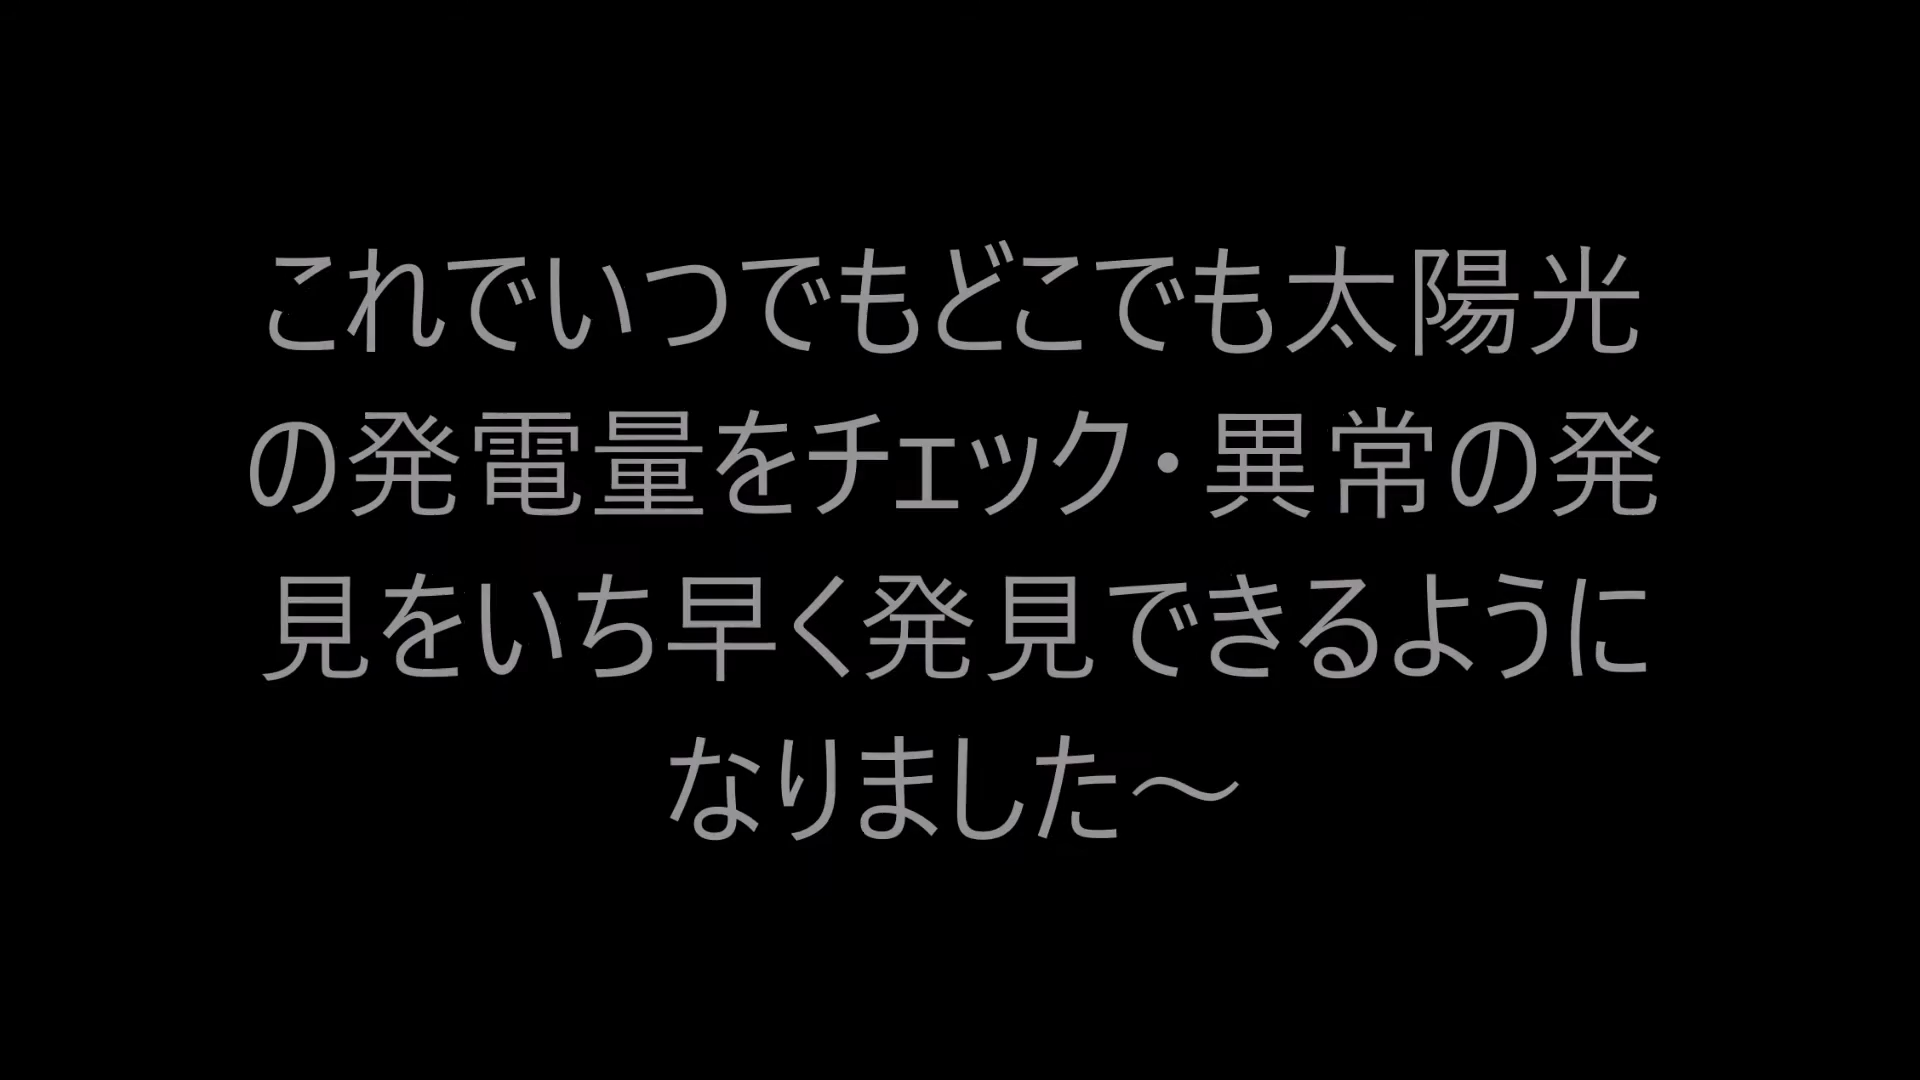 これでいつでもどこでも太陽光
の発電量をチェック・異常の発
見をいち早く発見できるように
なりました～